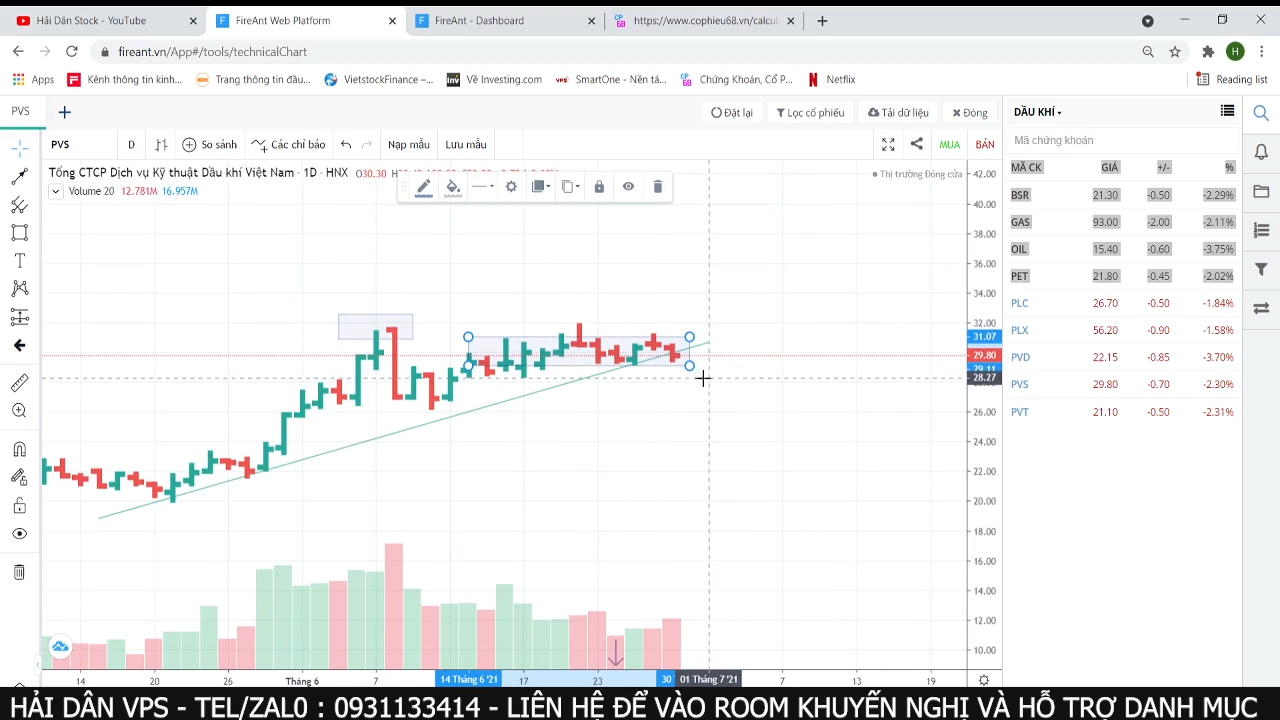 Hải Dân Stock - YouTube
FireAnt Web Platform
FireAnt - Dashboard
https://www.cophieu68.vn/calcul
fireant.vn/App#/tools/technicalChart
H
Apps
Kênh thông tin kinh...
Trang thông tin đầu...
VietstockFinance –...
Về Investing.com
SmartOne - Nền tả...
Chứng Khoán, Cổ P...
Netflix
Reading list
PVS
Đặt lại
Lọc cổ phiếu
Tải dữ liệu
Đóng
DẦU KHÍ
PVS
D
So sánh
Các chỉ báo
Nạp mẫu
Lưu mẫu
MUA
BÁN
Mã chứng khoán
Tổng CTCP Dịch vụ Kỹ thuật Dầu khí Việt Nam · 1D · HNX O30.30
Thị trường Đóng cửa
Volume 20 12.781M 16.957M
MÃ CK GIÁ +/- %
BSR 21.30 -0.50 -2.29%
GAS 93.00 -2.00 -2.11%
OIL 15.40 -0.60 -3.75%
PET 21.80 -0.45 -2.02%
PLC 26.70 -0.50 -1.84%
PLX 56.20 -0.90 -1.58%
PVD 22.15 -0.85 -3.70%
PVS 29.80 -0.70 -2.30%
PVT 21.10 -0.50 -2.31%
42.00
40.00
38.00
36.00
34.00
32.00
31.07
29.80
29.11
28.27
26.00
24.00
22.00
20.00
18.00
16.00
14.00
12.00
10.00
14 20 26 Tháng 6 7 14 Tháng 6 '21 17 23 30 01 Tháng 7 '21 7 13 19
HẢI DÂN VPS - TEL/ZAL0 : 0931133414 - LIÊN HỆ ĐỂ VÀO ROOM KHUYẾN NGHỊ VÀ HỖ TRỢ DANH MỤC